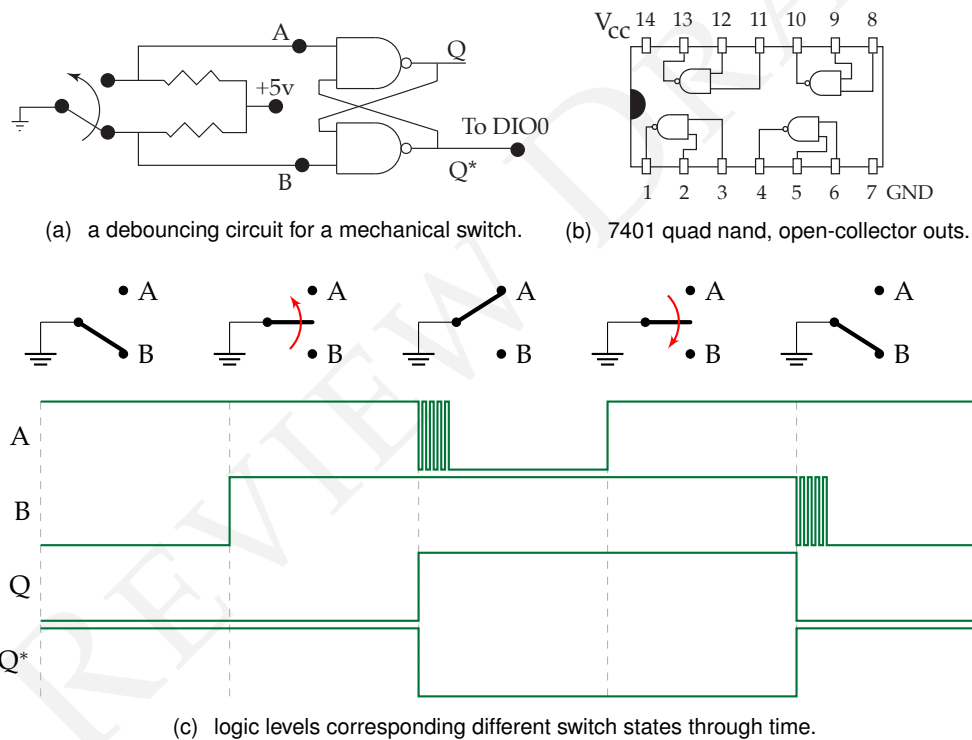 A
Q
+5v
To DIO0
B
Q*
(a) a debouncing circuit for a mechanical switch.
VCC 14 13 12 11 10 9 8
1 2 3 4 5 6 7 GND
(b) 7401 quad nand, open-collector outs.
A A A A A
B B B B B
A
B
Q
Q*
(c) logic levels corresponding different switch states through time.
REVIEW DRA